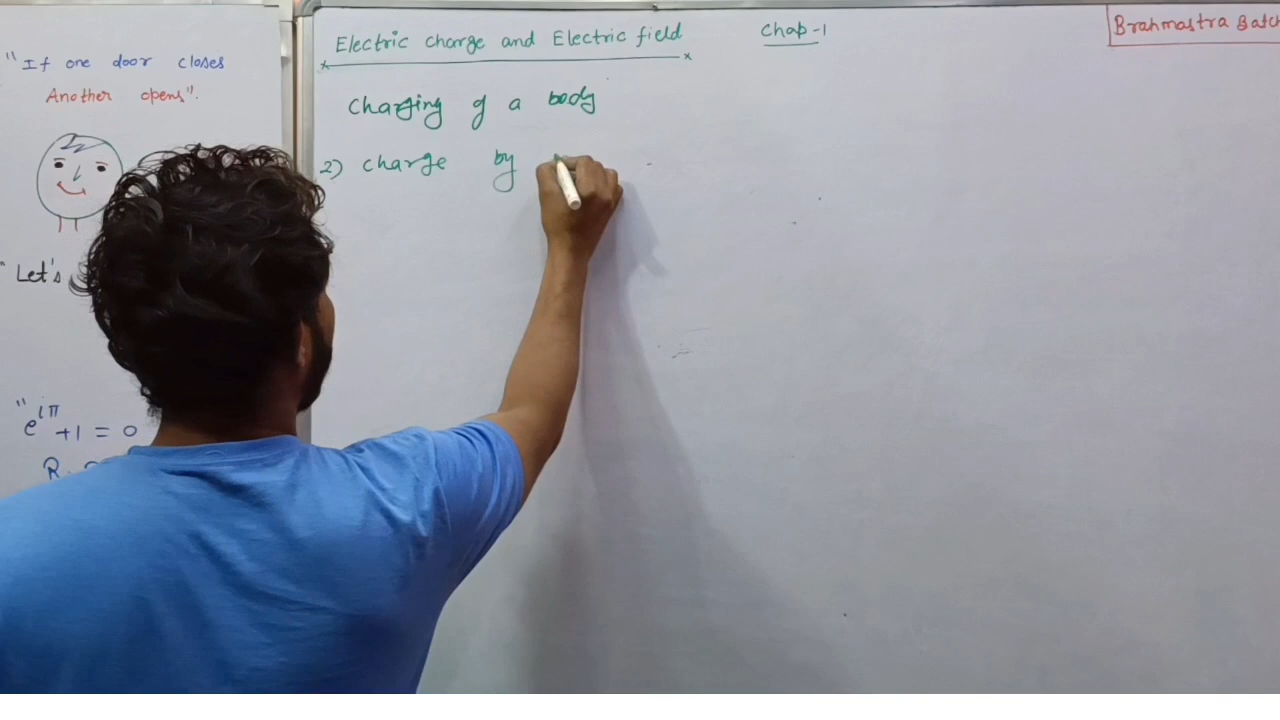 "If one door closes
Another opens".
"Let's
"e^iπ +1 = 0
Electric charge and Electric field
Chap-1
Brahmastra Batch
Charging of a body
2) charge by